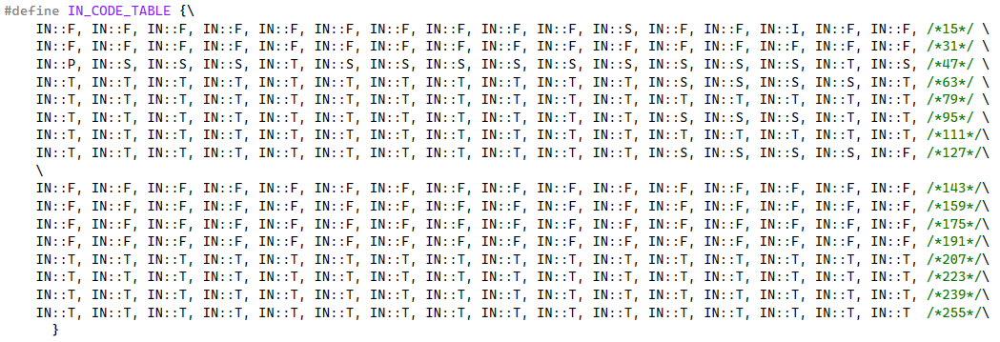 #define IN_CODE_TABLE {\
IN::F, IN::F, IN::F, IN::F, IN::F, IN::F, IN::F, IN::F, IN::F, IN::F, IN::S, IN::F, IN::F, IN::I, IN::F, IN::F, /*15*/ \
IN::F, IN::F, IN::F, IN::F, IN::F, IN::F, IN::F, IN::F, IN::F, IN::F, IN::F, IN::F, IN::F, IN::F, IN::F, IN::F, /*31*/ \
IN::P, IN::S, IN::S, IN::S, IN::T, IN::S, IN::S, IN::S, IN::S, IN::S, IN::S, IN::S, IN::S, IN::S, IN::T, IN::S, /*47*/ \
IN::T, IN::T, IN::T, IN::T, IN::T, IN::T, IN::T, IN::T, IN::T, IN::T, IN::T, IN::S, IN::S, IN::S, IN::S, IN::T, /*63*/ \
IN::T, IN::T, IN::T, IN::T, IN::T, IN::T, IN::T, IN::T, IN::T, IN::T, IN::T, IN::T, IN::T, IN::T, IN::T, IN::T, /*79*/ \
IN::T, IN::T, IN::T, IN::T, IN::T, IN::T, IN::T, IN::T, IN::T, IN::T, IN::T, IN::S, IN::S, IN::S, IN::T, IN::T, /*95*/ \
IN::T, IN::T, IN::T, IN::T, IN::T, IN::T, IN::T, IN::T, IN::T, IN::T, IN::T, IN::T, IN::T, IN::T, IN::T, IN::T, /*111*/\
IN::T, IN::T, IN::T, IN::T, IN::T, IN::T, IN::T, IN::T, IN::T, IN::T, IN::T, IN::S, IN::S, IN::S, IN::S, IN::F, /*127*/\
\
IN::F, IN::F, IN::F, IN::F, IN::F, IN::F, IN::F, IN::F, IN::F, IN::F, IN::F, IN::F, IN::F, IN::F, IN::F, IN::F, /*143*/\
IN::F, IN::F, IN::F, IN::F, IN::F, IN::F, IN::F, IN::F, IN::F, IN::F, IN::F, IN::F, IN::F, IN::F, IN::F, IN::F, /*159*/\
IN::F, IN::F, IN::F, IN::F, IN::F, IN::F, IN::F, IN::F, IN::F, IN::F, IN::F, IN::F, IN::F, IN::F, IN::F, IN::F, /*175*/\
IN::F, IN::F, IN::F, IN::F, IN::F, IN::F, IN::F, IN::F, IN::F, IN::F, IN::F, IN::F, IN::F, IN::F, IN::F, IN::F, /*191*/\
IN::T, IN::T, IN::T, IN::T, IN::T, IN::T, IN::T, IN::T, IN::T, IN::T, IN::T, IN::T, IN::T, IN::T, IN::T, IN::T, /*207*/\
IN::T, IN::T, IN::T, IN::T, IN::T, IN::T, IN::T, IN::T, IN::T, IN::T, IN::T, IN::T, IN::T, IN::T, IN::T, IN::T, /*223*/\
IN::T, IN::T, IN::T, IN::T, IN::T, IN::T, IN::T, IN::T, IN::T, IN::T, IN::T, IN::T, IN::T, IN::T, IN::T, IN::T, /*239*/\
IN::T, IN::T, IN::T, IN::T, IN::T, IN::T, IN::T, IN::T, IN::T, IN::T, IN::T, IN::T, IN::T, IN::T, IN::T, IN::T /*255*/\
}